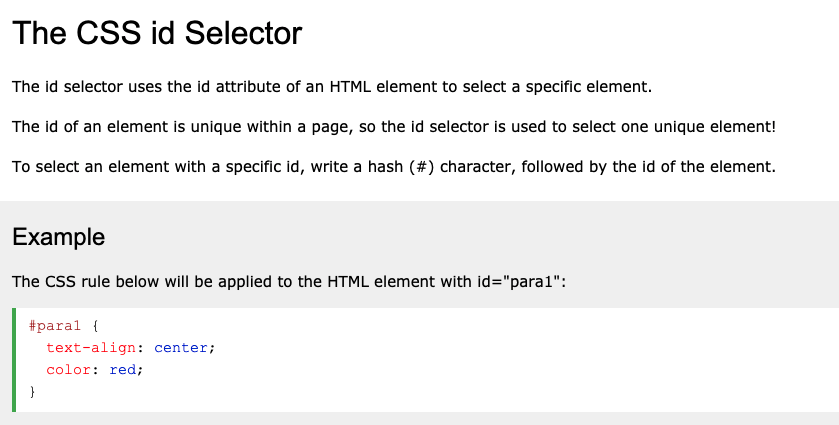 The CSS id Selector
The id selector uses the id attribute of an HTML element to select a specific element.
The id of an element is unique within a page, so the id selector is used to select one unique element!
To select an element with a specific id, write a hash (#) character, followed by the id of the element.
Example
The CSS rule below will be applied to the HTML element with id="para1":
#para1 {
  text-align: center;
  color: red;
}